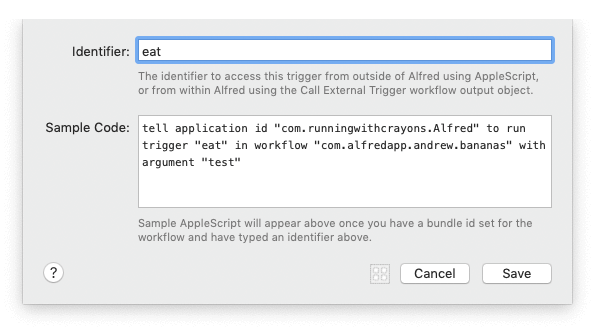 Identifier: eat
The identifier to access this trigger from outside of Alfred using AppleScript,
or from within Alfred using the Call External Trigger workflow output object.
Sample Code: tell application id "com.runningwithcrayons.Alfred" to run
trigger "eat" in workflow "com.alfredapp.andrew.bananas" with
argument "test"
Sample AppleScript will appear above once you have a bundle id set for the
workflow and have typed an identifier above.
? Cancel Save